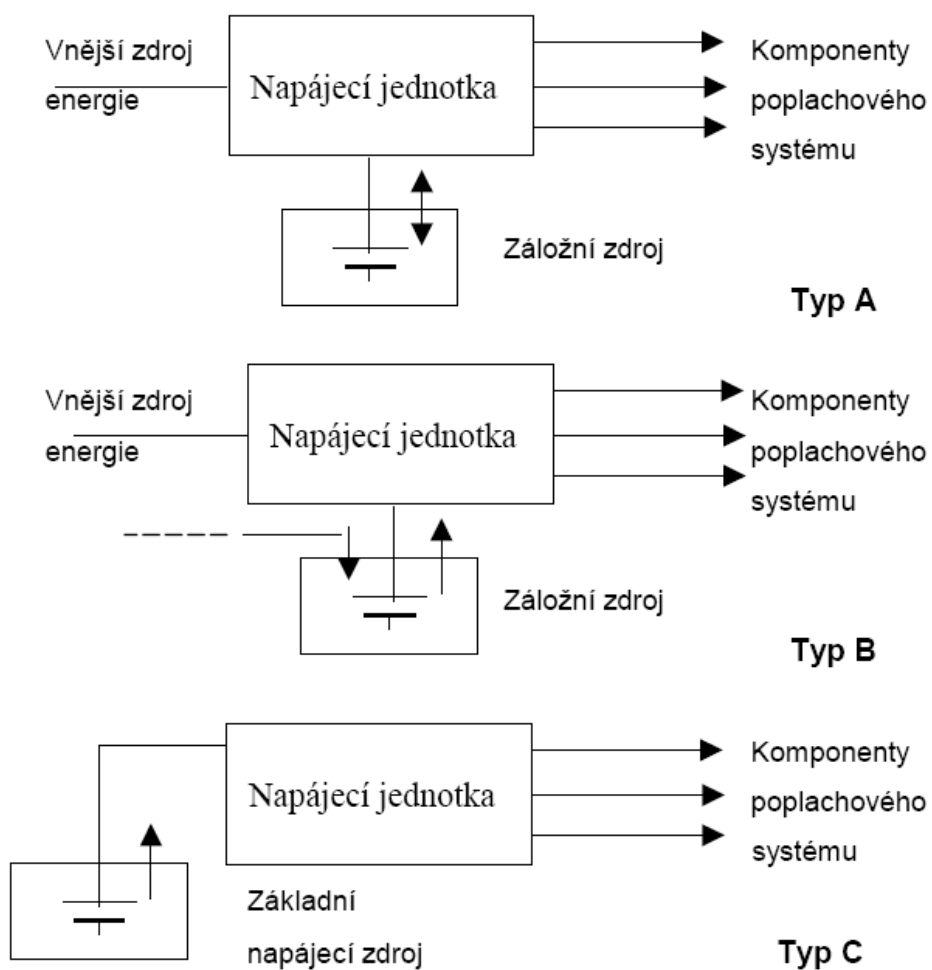 Vnější zdroj
energie
Napájecí jednotka
Komponenty
poplachového
systému
Záložní zdroj
Typ A
Vnější zdroj
energie
Napájecí jednotka
Komponenty
poplachového
systému
Záložní zdroj
Typ B
Napájecí jednotka
Komponenty
poplachového
systému
Základní
napájecí zdroj
Typ C